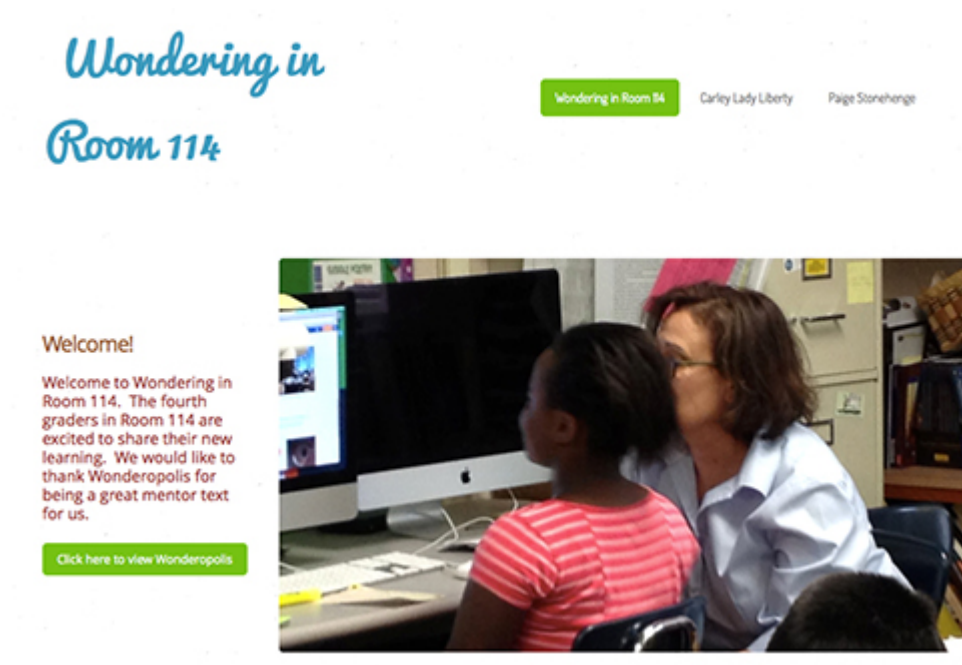 Wondering in
Room 114
Wondering in Room 114
Carley Lady Liberty
Paige Stonehenge
Welcome!
Welcome to Wondering in
Room 114. The fourth
graders in Room 114 are
excited to share their new
learning. We would like to
thank Wonderopolis for
being a great mentor text
for us.
Click here to view Wonderopolis